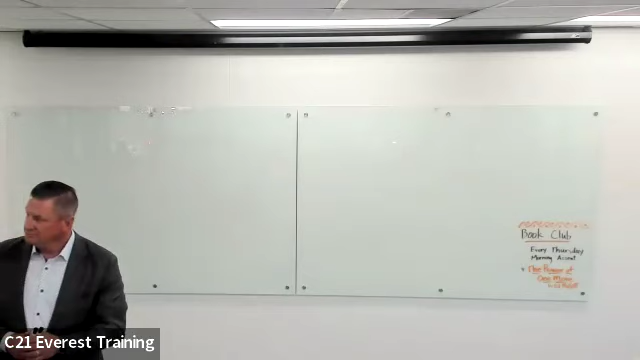 Book Club
Every Thursday
Morning
The Power of
One More
C21 Everest Training